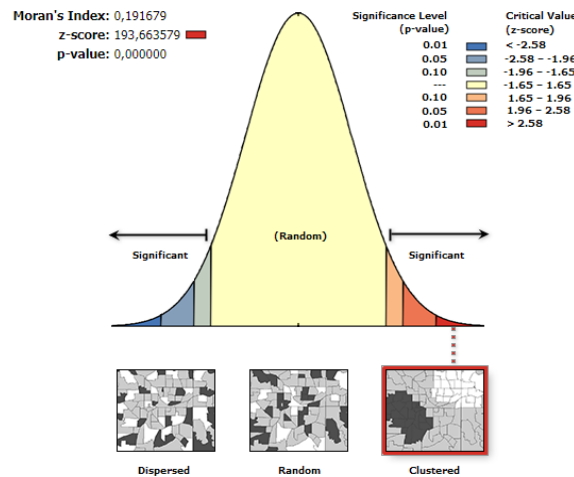 Moran's Index: 0,191679
z-score: 193,663579
p-value: 0,000000
Significance Level Critical Value
(p-value) (z-score)
0.01 < -2.58
0.05 -2.58 – -1.96
0.10 -1.96 – -1.65
--- -1.65 – 1.65
0.10 1.65 – 1.96
0.05 1.96 – 2.58
0.01 > 2.58
(Random)
Significant Significant
Dispersed Random Clustered